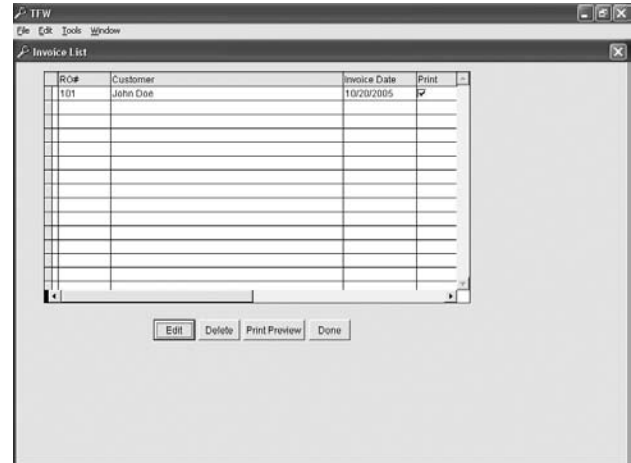 TFW
File Edit Tools Window
Invoice List
RO# Customer Invoice Date Print
101 John Doe 10/20/2005
Edit Delete Print Preview Done